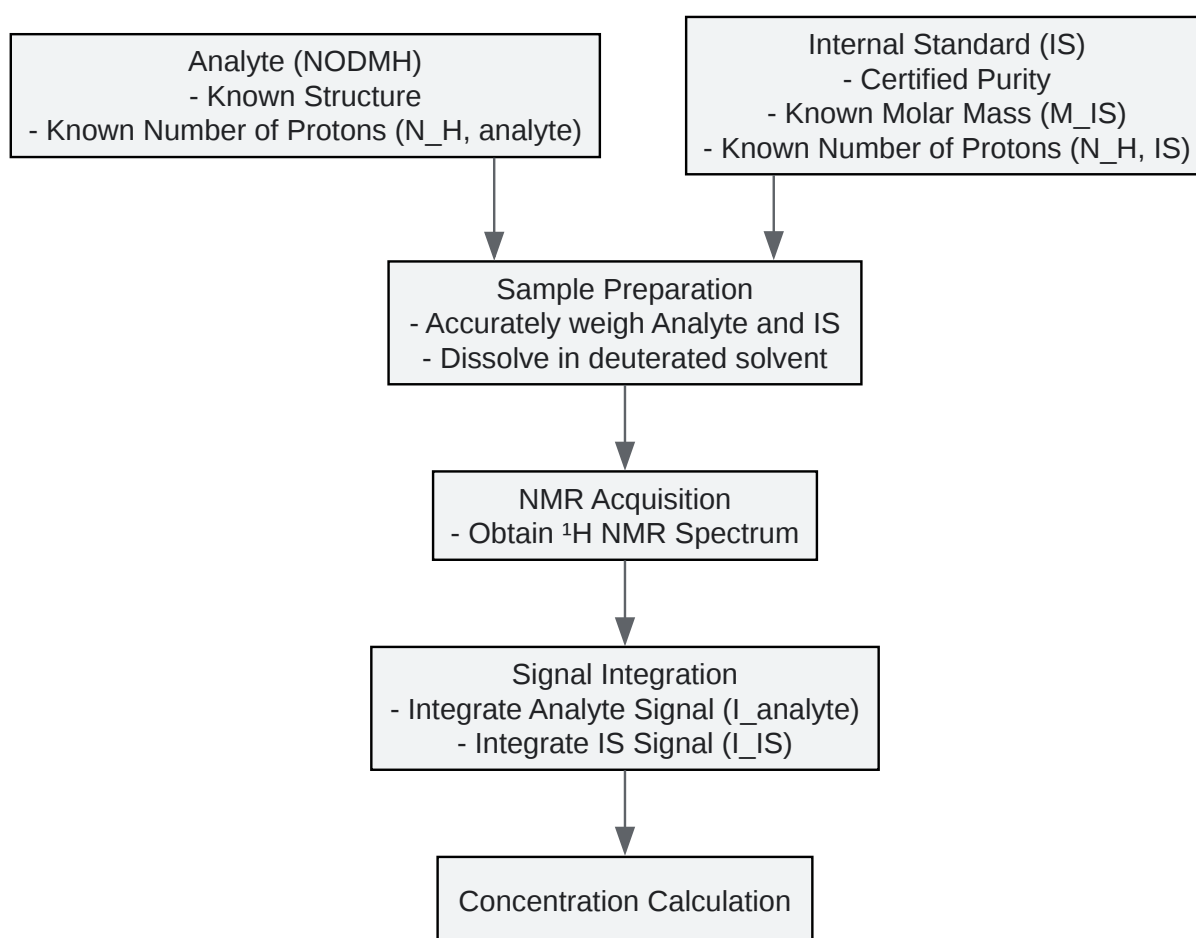 Analyte (NODMH)
- Known Structure
- Known Number of Protons (N_H, analyte)
Internal Standard (IS)
- Certified Purity
- Known Molar Mass (M_IS)
- Known Number of Protons (N_H, IS)
Sample Preparation
- Accurately weigh Analyte and IS
- Dissolve in deuterated solvent
NMR Acquisition
- Obtain ¹H NMR Spectrum
Signal Integration
- Integrate Analyte Signal (I_analyte)
- Integrate IS Signal (I_IS)
Concentration Calculation